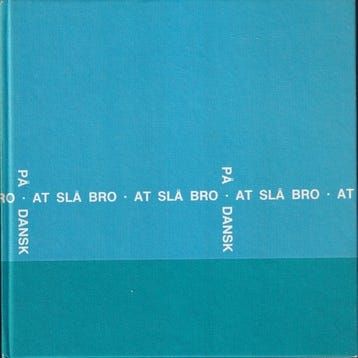 PÅ DANSK
PÅ DANSK
RO · AT SLÅ BRO · AT SLÅ BRO · AT SLÅ BRO · AT